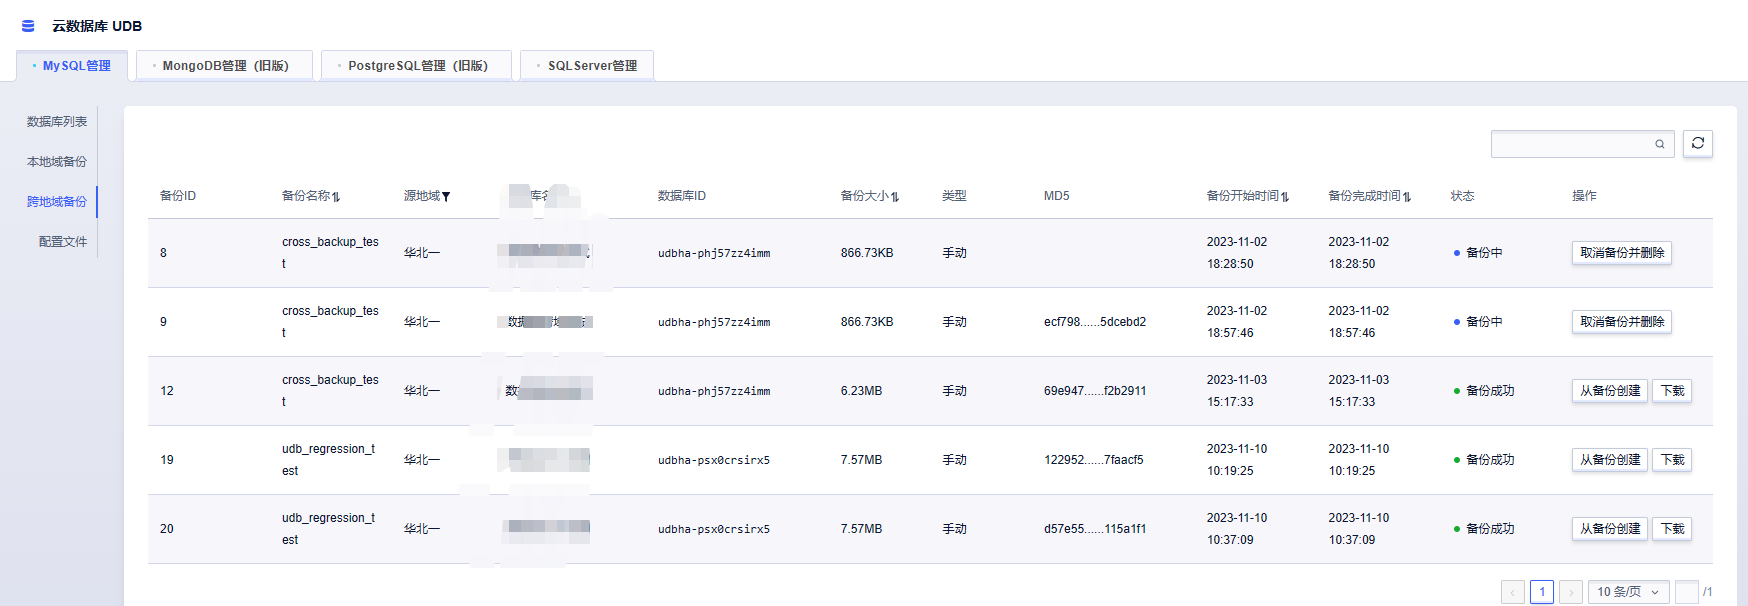 云数据库 UDB
MySQL管理 MongoDB管理（旧版） PostgreSQL管理（旧版） SQLServer管理
数据库列表
本地域备份
跨地域备份
配置文件
备份ID 备份名称 源地域 库名 数据库ID 备份大小 类型 MD5 备份开始时间 备份完成时间 状态 操作
8 cross_backup_tes 华北一 udbha-phj57zz4imm 866.73KB 手动 2023-11-02 2023-11-02 备份中 取消备份并删除
t 18:28:50 18:28:50
9 cross_backup_tes 华北一 数据 udbha-phj57zz4imm 866.73KB 手动 ecf798......5dcebd2 2023-11-02 2023-11-02 备份中 取消备份并删除
t 18:57:46 18:57:46
12 cross_backup_tes 华北一 数 udbha-phj57zz4imm 6.23MB 手动 69e947......f2b2911 2023-11-03 2023-11-03 备份成功 从备份创建 下载
t 15:17:33 15:17:33
19 udb_regression_t 华北一 udbha-psx0crsirx5 7.57MB 手动 122952......7faacf5 2023-11-10 2023-11-10 备份成功 从备份创建 下载
est 10:19:25 10:19:25
20 udb_regression_t 华北一 udbha-psx0crsirx5 7.57MB 手动 d57e55......115a1f1 2023-11-10 2023-11-10 备份成功 从备份创建 下载
est 10:37:09 10:37:09
1 10 条/页 /1